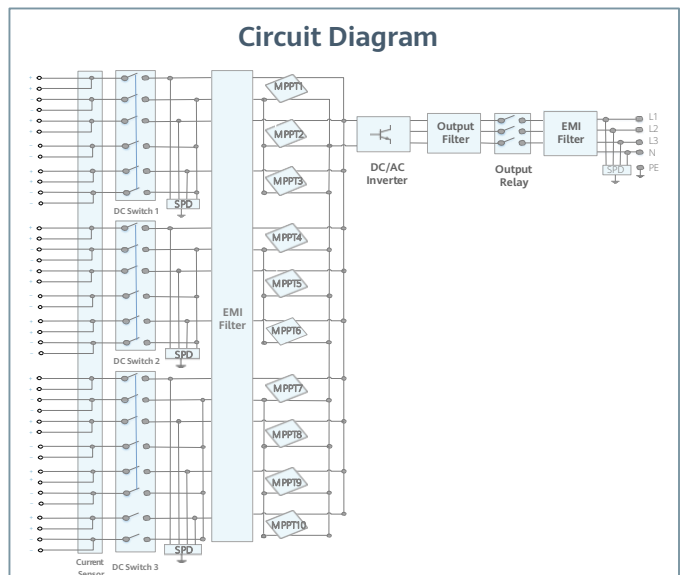 Circuit Diagram
MPPT1
MPPT2
MPPT3
SPD
DC Switch 1
MPPT4
MPPT5
MPPT6
SPD
DC Switch 2
EMI
Filter
MPPT7
MPPT8
MPPT9
MPPT10
SPD
Current
Sensor
DC Switch 3
DC/AC
Inverter
Output
Filter
Output
Relay
EMI
Filter
L1
L2
L3
N
SPD
PE